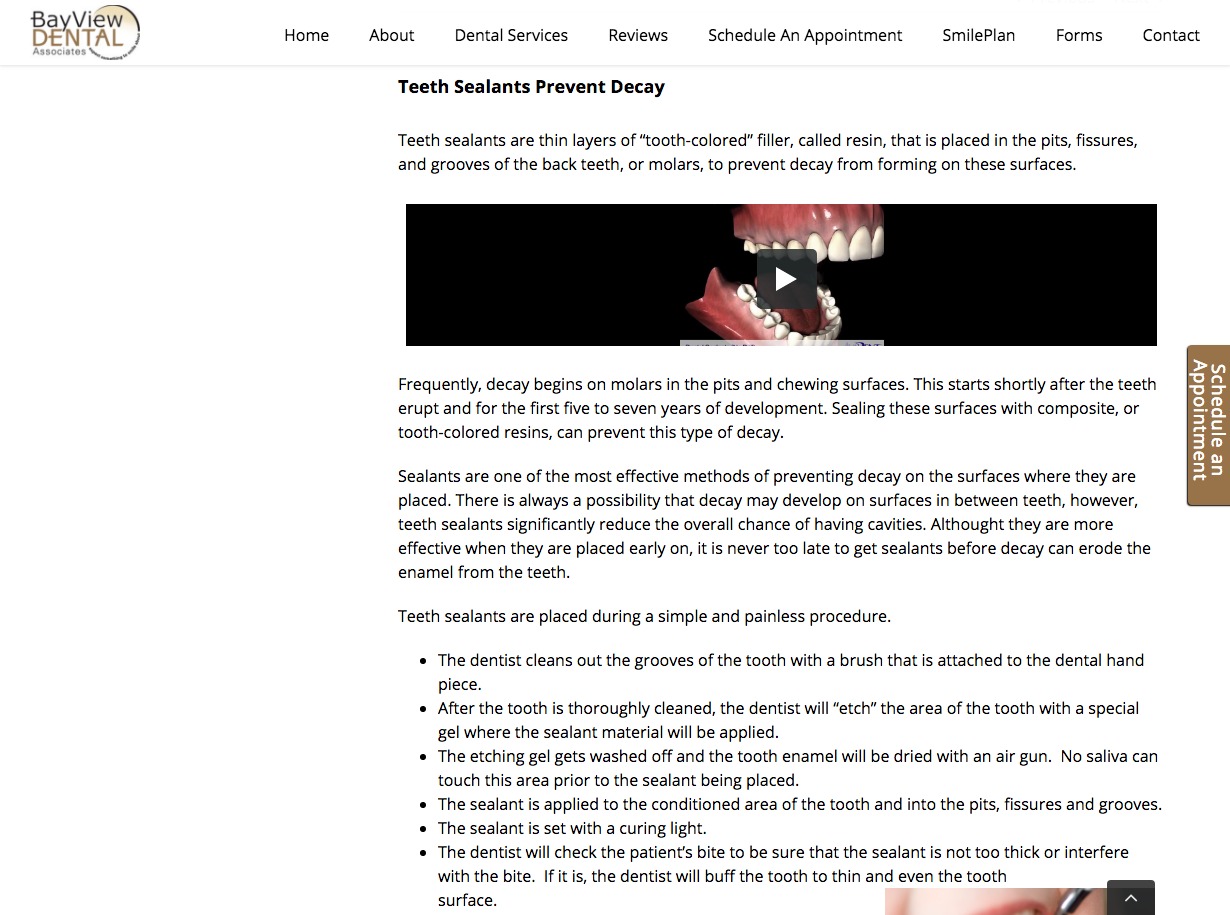 BayView
DENTAL
Associates
Home
About
Dental Services
Reviews
Schedule An Appointment
SmilePlan
Forms
Contact
Teeth Sealants Prevent Decay
Teeth sealants are thin layers of “tooth-colored” filler, called resin, that is placed in the pits, fissures,
and grooves of the back teeth, or molars, to prevent decay from forming on these surfaces.
Frequently, decay begins on molars in the pits and chewing surfaces. This starts shortly after the teeth
erupt and for the first five to seven years of development. Sealing these surfaces with composite, or
tooth-colored resins, can prevent this type of decay.
Sealants are one of the most effective methods of preventing decay on the surfaces where they are
placed. There is always a possibility that decay may develop on surfaces in between teeth, however,
teeth sealants significantly reduce the overall chance of having cavities. Althought they are more
effective when they are placed early on, it is never too late to get sealants before decay can erode the
enamel from the teeth.
Teeth sealants are placed during a simple and painless procedure.
• The dentist cleans out the grooves of the tooth with a brush that is attached to the dental hand
piece.
• After the tooth is thoroughly cleaned, the dentist will “etch” the area of the tooth with a special
gel where the sealant material will be applied.
• The etching gel gets washed off and the tooth enamel will be dried with an air gun.  No saliva can
touch this area prior to the sealant being placed.
• The sealant is applied to the conditioned area of the tooth and into the pits, fissures and grooves.
• The sealant is set with a curing light.
• The dentist will check the patient’s bite to be sure that the sealant is not too thick or interfere
with the bite.  If it is, the dentist will buff the tooth to thin and even the tooth
surface.
Schedule an
Appointment